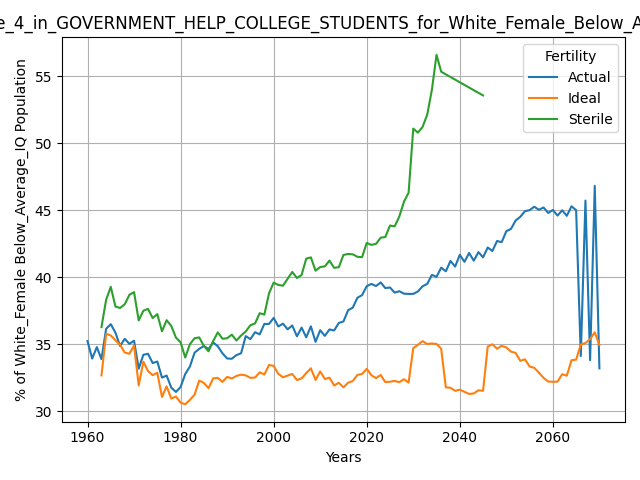 e_4_in_GOVERNMENT_HELP_COLLEGE_STUDENTS_for_White_Female_Below_A
% of White_Female Below_Average_IQ Population
55
50
45
40
35
30
Fertility
Actual
Ideal
Sterile
1960
1980
2000
2020
2040
2060
Years